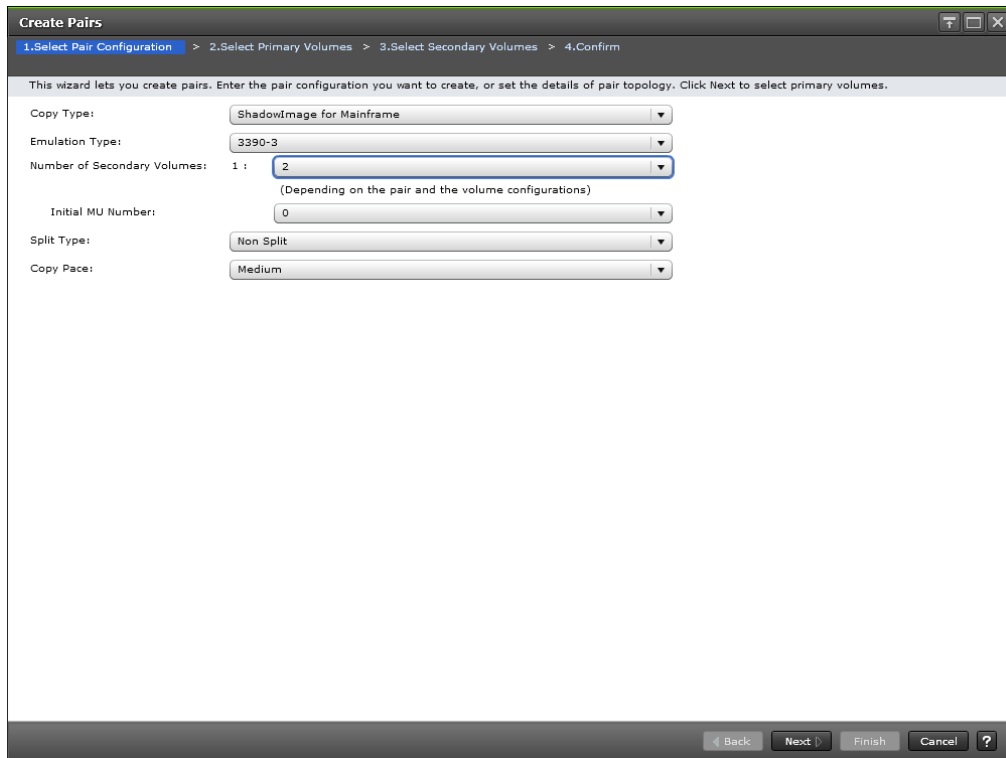 Create Pairs
1.Select Pair Configuration > 2.Select Primary Volumes > 3.Select Secondary Volumes > 4.Confirm
This wizard lets you create pairs. Enter the pair configuration you want to create, or set the details of pair topology. Click Next to select primary volumes.
Copy Type: ShadowImage for Mainframe
Emulation Type: 3390-3
Number of Secondary Volumes: 1 : 2
(Depending on the pair and the volume configurations)
Initial MU Number: 0
Split Type: Non Split
Copy Pace: Medium
Back Next Finish Cancel ?